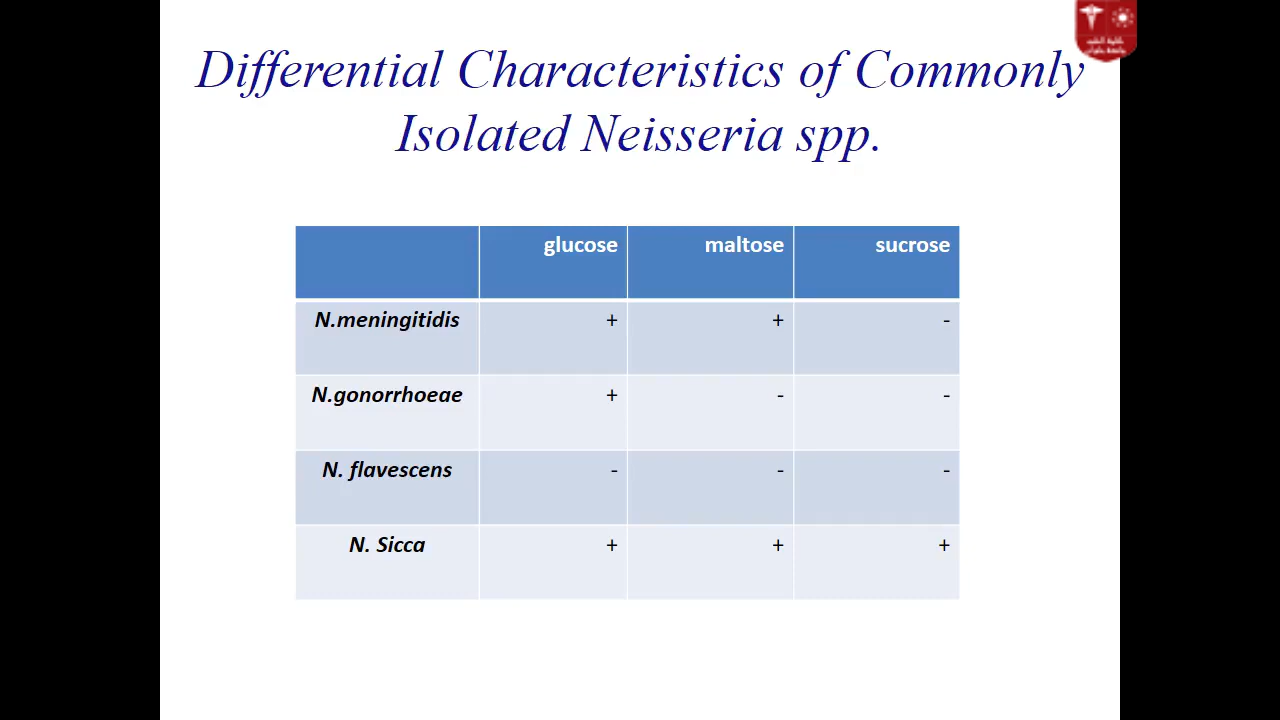 Differential Characteristics of Commonly
Isolated Neisseria spp.
glucose maltose sucrose
N.meningitidis + + -
N.gonorrhoeae + - -
N. flavescens - - -
N. Sicca + + +